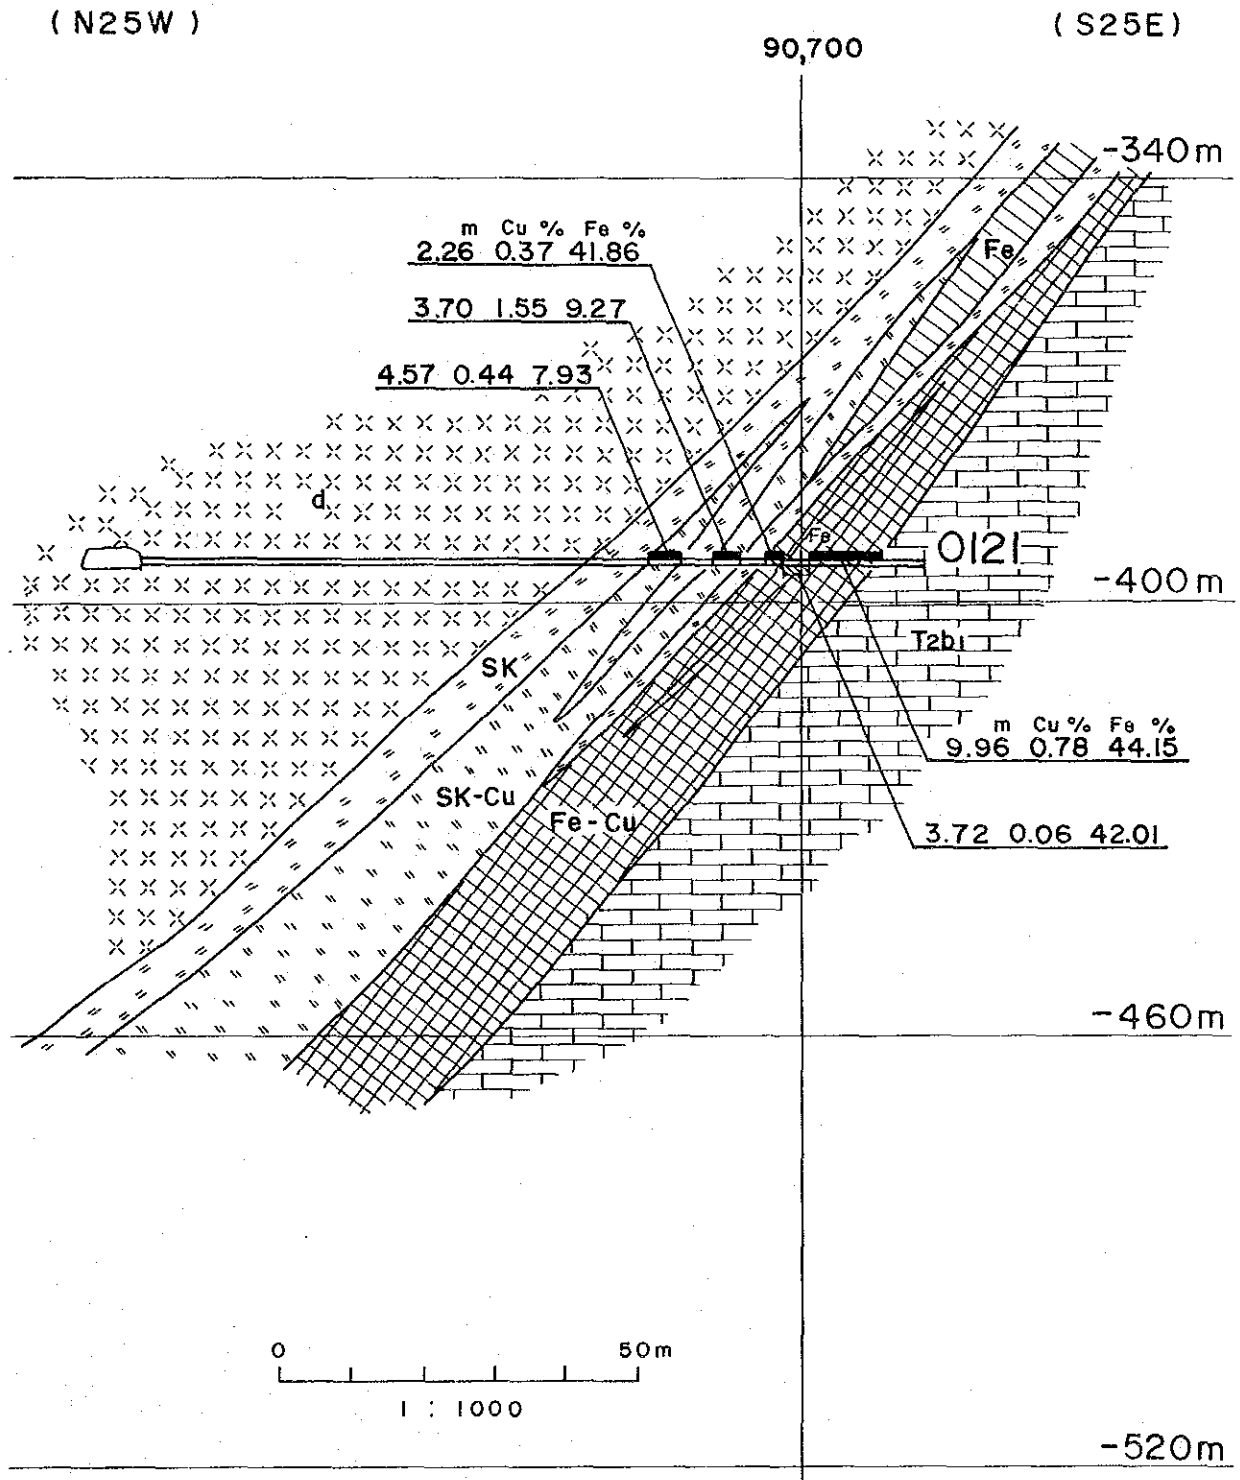 (N25W)
(S25E)
90,700
-340m
m Cu % Fe %
2.26 0.37 41.86
Fe
3.70 1.55 9.27
4.57 0.44 7.93
d
Fe
0121
-400m
T2b1
SK
m Cu % Fe %
9.96 0.78 44.15
SK-Cu
Fe-Cu
3.72 0.06 42.01
-460m
0 50m
1 : 1000
-520m